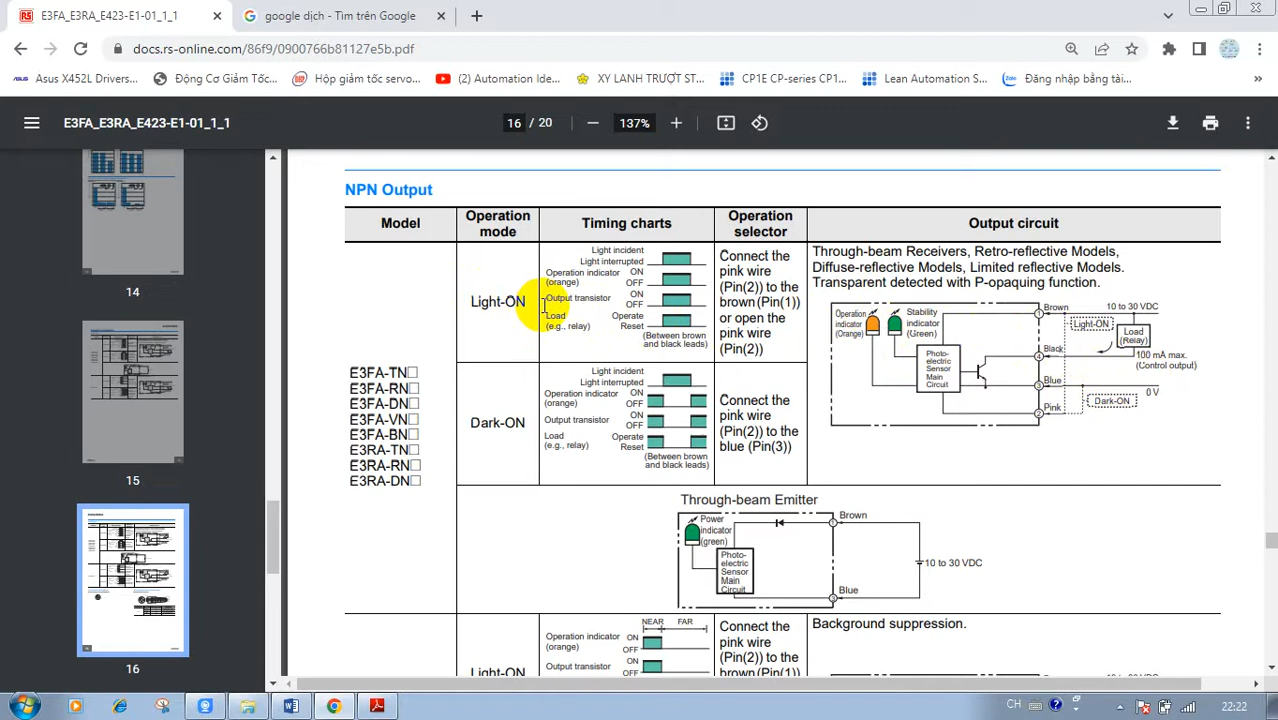 E3FA_E3RA_E423-E1-01_1_1
google dịch - Tìm trên Google
docs.rs-online.com/86f9/0900766b81127e5b.pdf
Asus X452L Drivers...
Động Cơ Giảm Tốc...
Hộp giảm tốc servo...
(2) Automation Ide...
XY LANH TRƯỢT ST...
CP1E CP-series CP1...
Lean Automation S...
Đăng nhập bằng tài...
»
E3FA_E3RA_E423-E1-01_1_1
16 / 20
137%
14
15
16
NPN Output
Model
Operation mode
Timing charts
Operation selector
Output circuit
E3FA-TN□
E3FA-RN□
E3FA-DN□
E3FA-VN□
E3FA-BN□
E3RA-TN□
E3RA-RN□
E3RA-DN□
Light-ON
Light incident
Light interrupted
Operation indicator ON
(orange) OFF
Output transistor ON
OFF
Load Operate
(e.g., relay) Reset
(Between brown
and black leads)
Connect the
pink wire
(Pin(2)) to the
brown (Pin(1))
or open the
pink wire
(Pin(2))
Through-beam Receivers, Retro-reflective Models,
Diffuse-reflective Models, Limited reflective Models.
Transparent detected with P-opaquing function.
Operation
indicator
(Orange)
Stability
indicator
(Green)
Photo-
electric
Sensor
Main
Circuit
1
Brown
10 to 30 VDC
Light-ON
Load
(Relay)
4
Black
100 mA max.
(Control output)
3
Blue
0 V
Dark-ON
2
Pink
Dark-ON
Light incident
Light interrupted
Operation indicator ON
(orange) OFF
Output transistor ON
OFF
Load Operate
(e.g., relay) Reset
(Between brown
and black leads)
Connect the
pink wire
(Pin(2)) to the
blue (Pin(3))
Through-beam Emitter
Power
indicator
(green)
Photo-
electric
Sensor
Main
Circuit
1
Brown
10 to 30 VDC
3
Blue
Light-ON
NEAR FAR
Operation indicator ON
(orange) OFF
Output transistor ON
OFF
Connect the
pink wire
(Pin(2)) to the
brown (Pin(1))
Background suppression.
CH
22:22